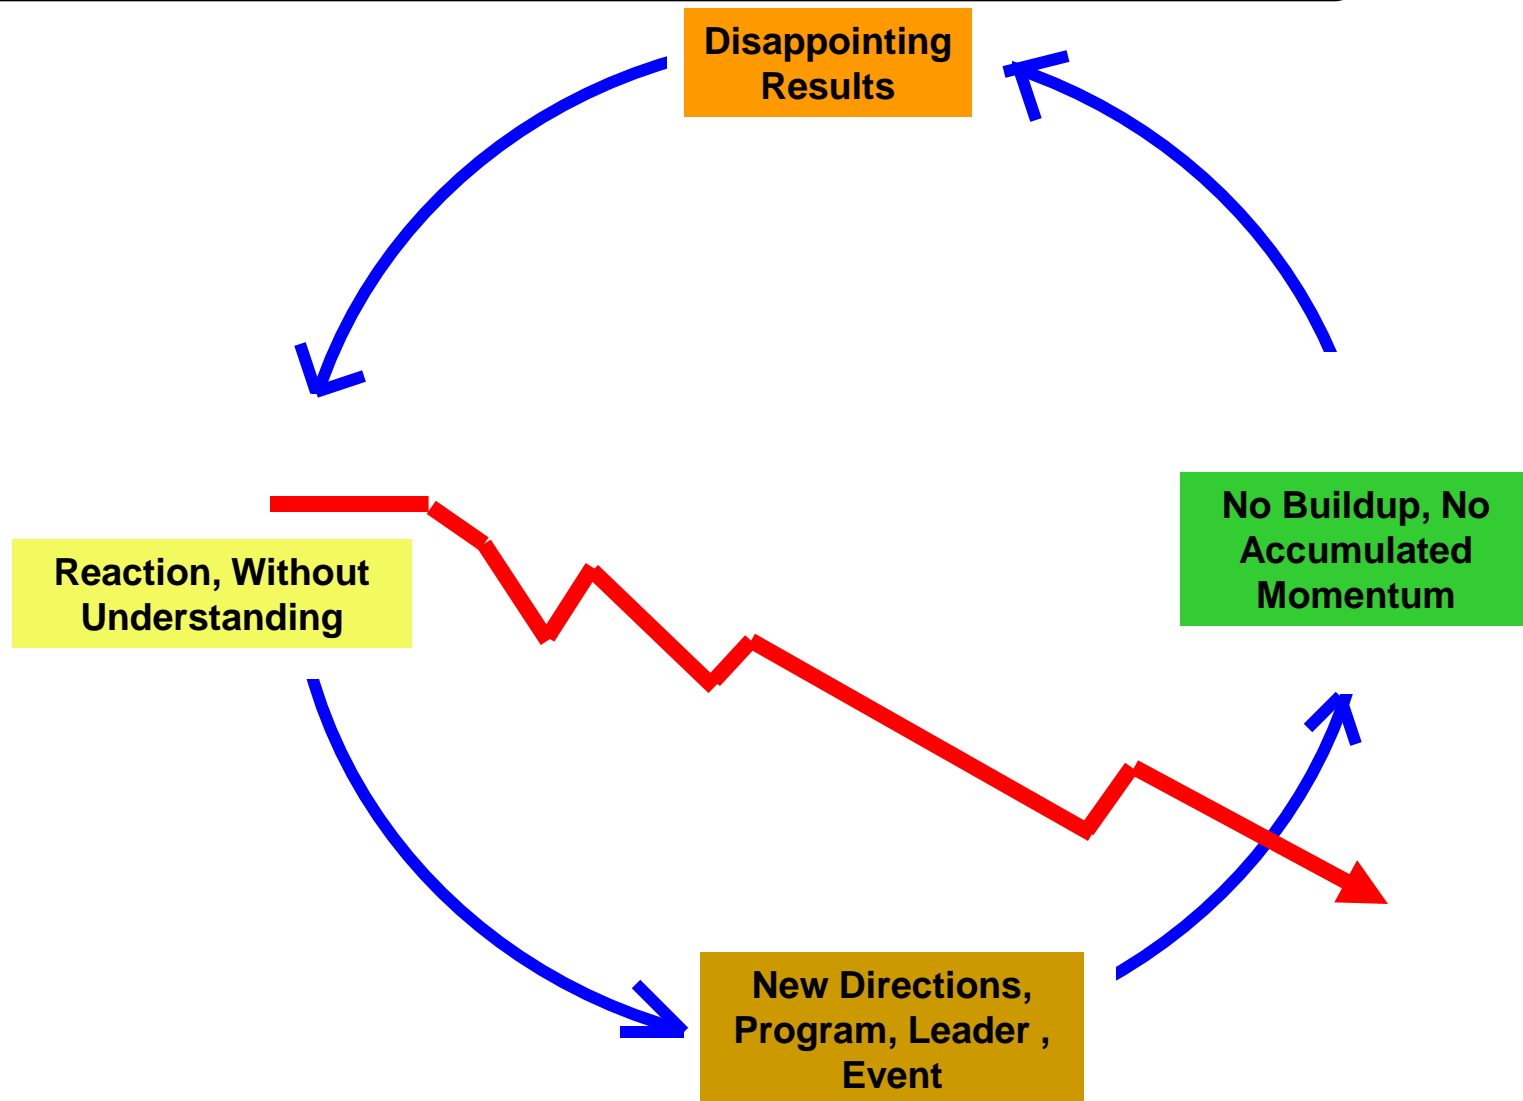 Disappointing
Results
Reaction, Without
Understanding
No Buildup, No
Accumulated
Momentum
New Directions,
Program, Leader ,
Event